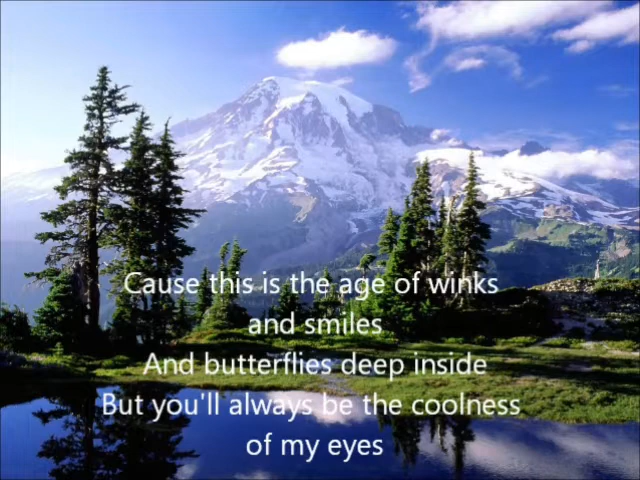 Cause this is the age of winks
and smiles
And butterflies deep inside
But you'll always be the coolness
of my eyes